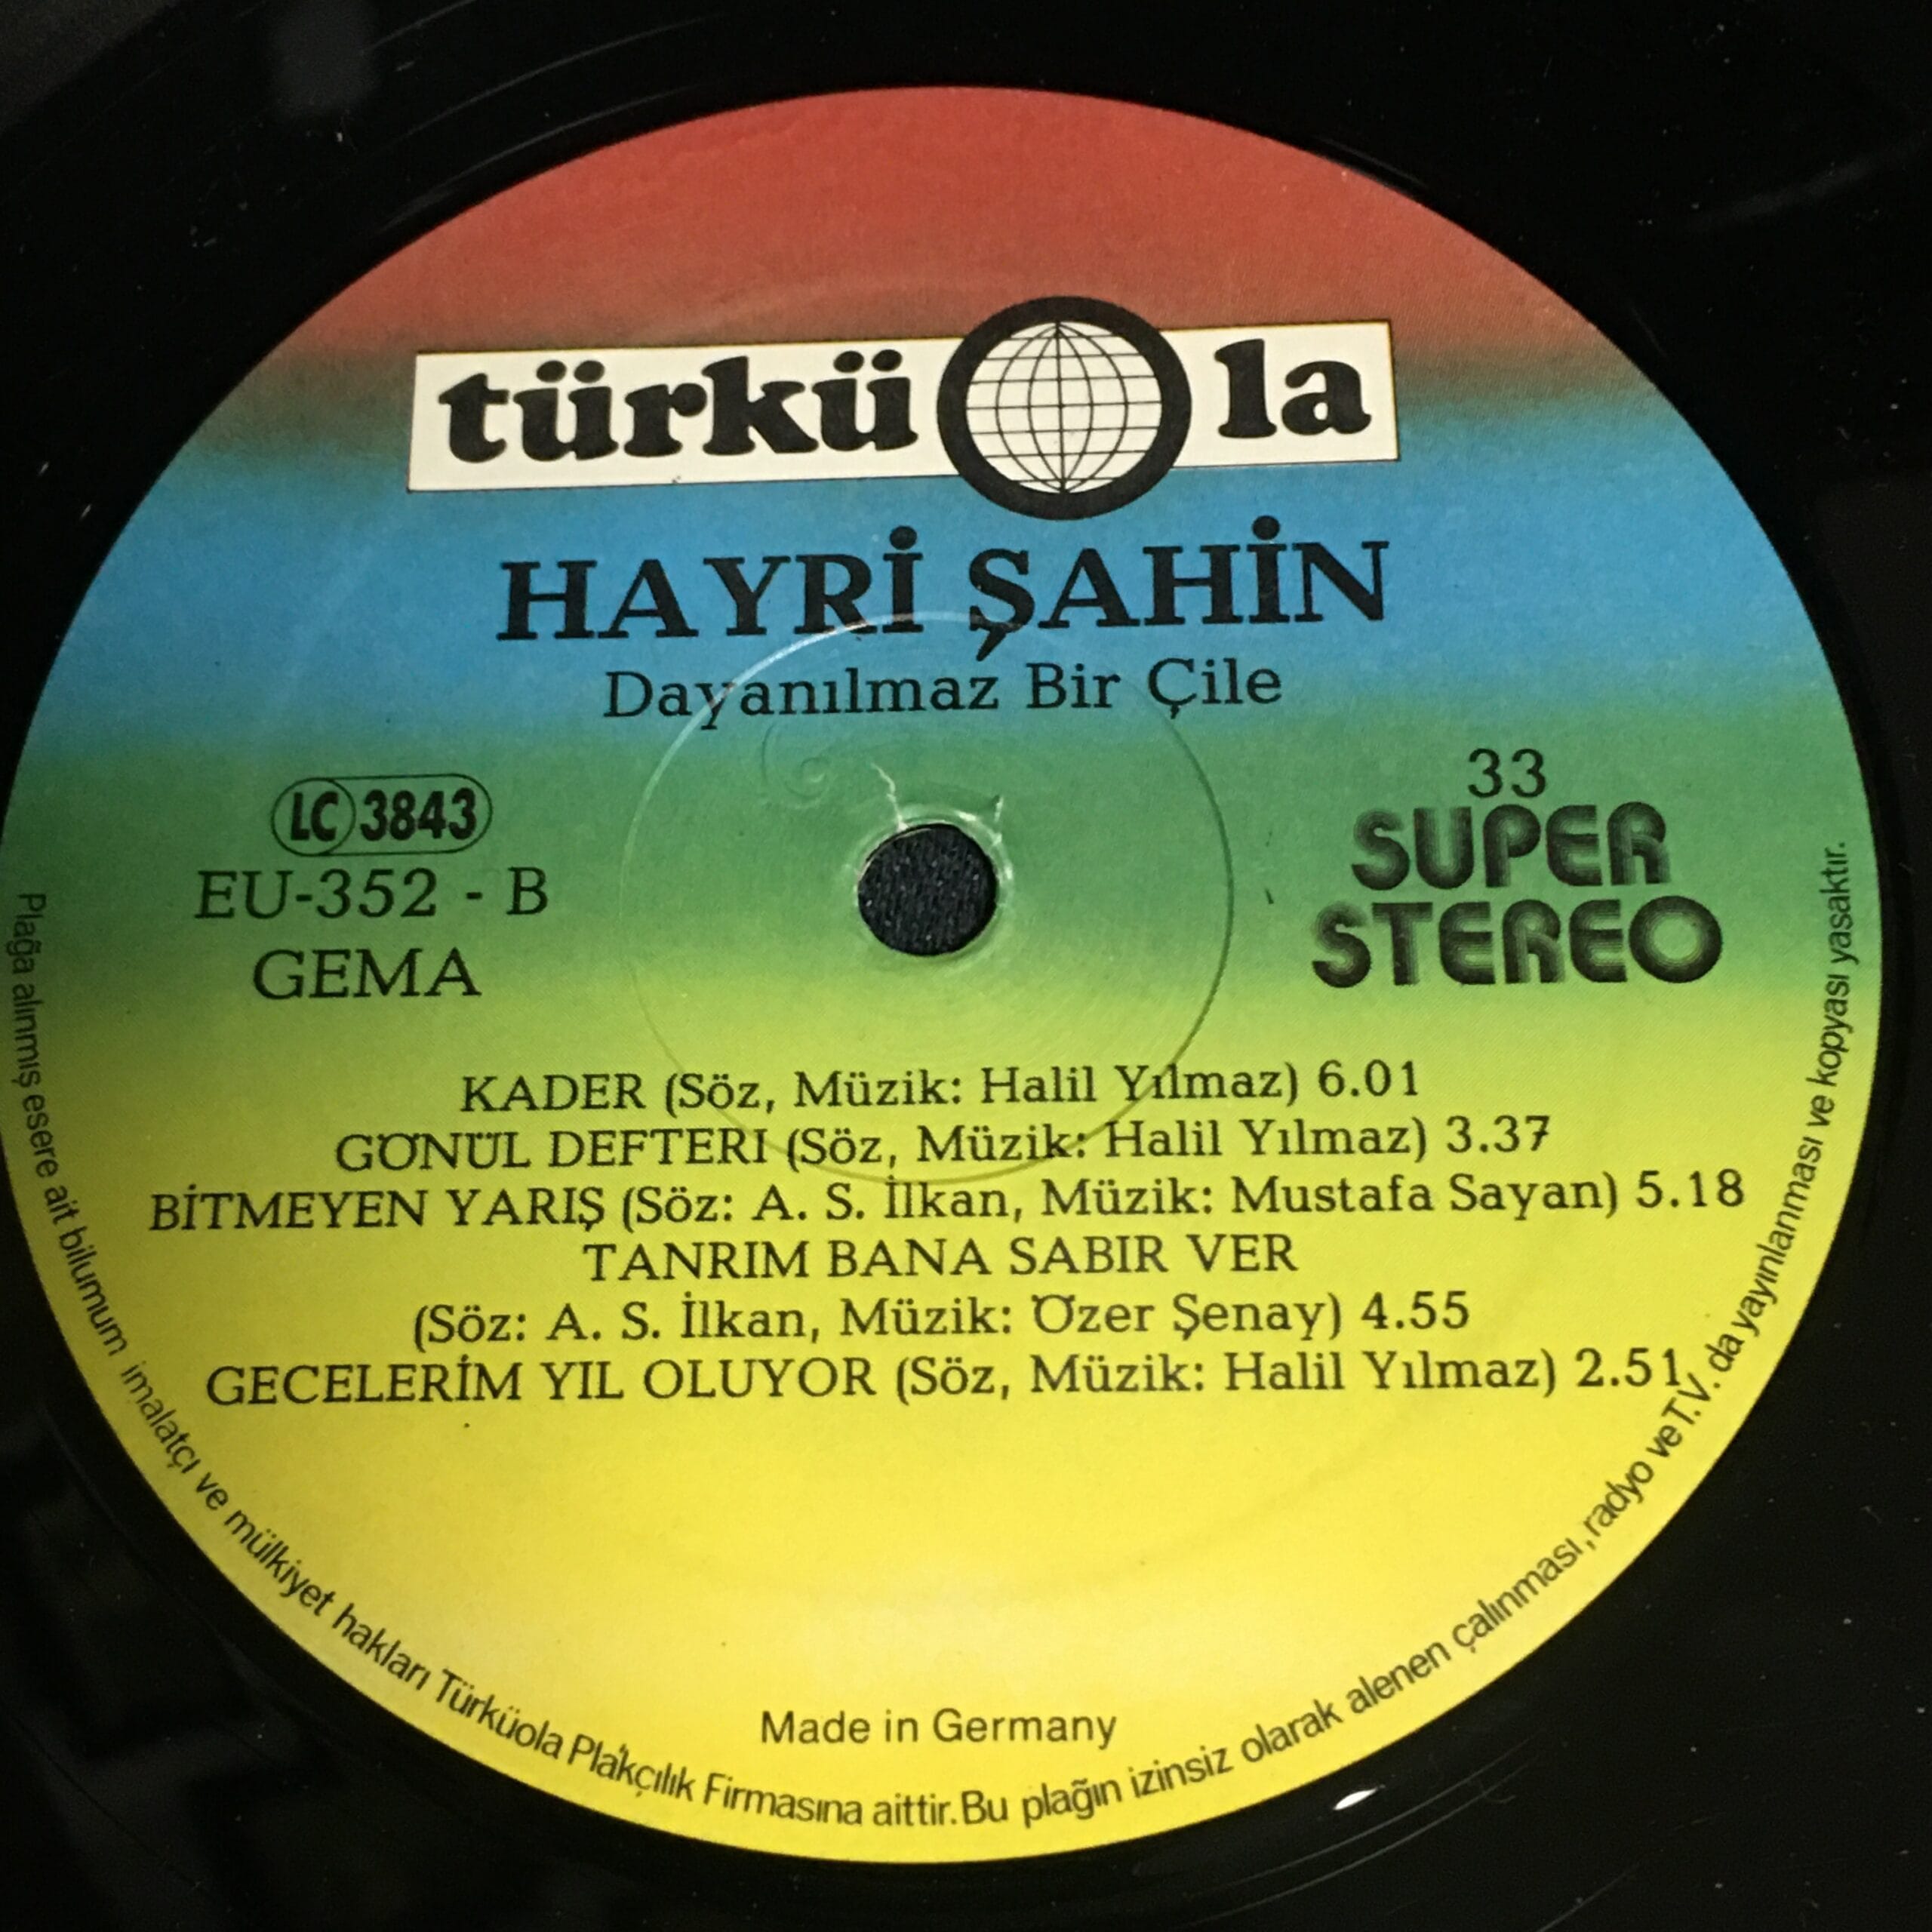 türküola
HAYRİ ŞAHİN
Dayanılmaz Bir Çile
LC 3843
EU-352 - B
GEMA
33
SUPER
STEREO
KADER (Söz, Müzik: Halil Yılmaz) 6.01
GÖNÜL DEFTERI (Söz, Müzik: Halil Yılmaz) 3.37
BİTMEYEN YARIŞ (Söz: A. S. İlkan, Müzik: Mustafa Sayan) 5.18
TANRIM BANA SABIR VER
(Söz: A. S. İlkan, Müzik: Özer Şenay) 4.55
GECELERİM YIL OLUYOR (Söz, Müzik: Halil Yılmaz) 2.51
Made in Germany
Plağa alınmış esere ait bilumum imalatçı ve mülkiyet hakları Türküola Plakçılık Firmasına aittir. Bu plağın izinsiz olarak alenen çalınması, radyo ve T.V. da yayınlanması ve kopyası yasaktır.